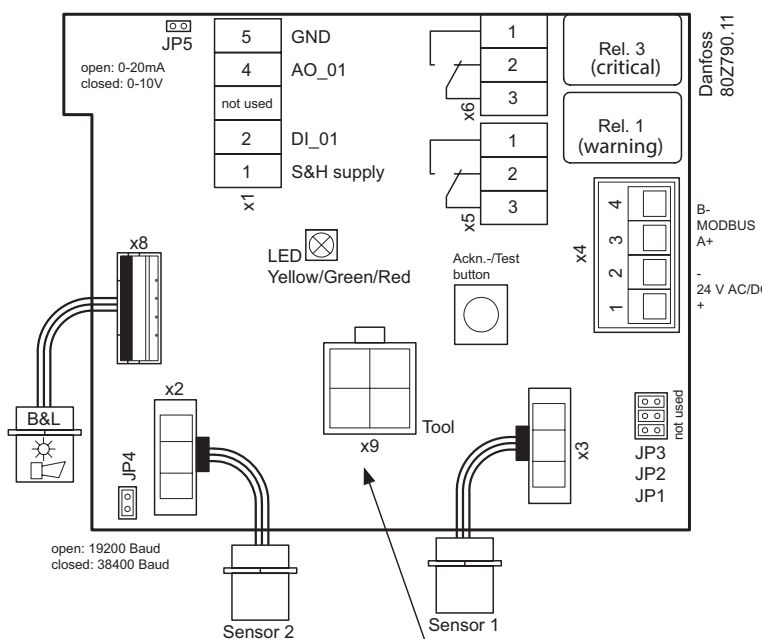 JP5
open: 0-20mA
closed: 0-10V
5 GND
4 AO_01
not used
2 DI_01
1 S&H supply
x1
1
2
3
x6
1
2
3
x5
Rel. 3
(critical)
Rel. 1
(warning)
Danfoss
80Z790.11
x4
4
3
2
1
B-
MODBUS
A+
-
24 V AC/DC
+
x8
LED
Yellow/Green/Red
Ackn.-/Test
button
B&L
x2
JP4
Tool
x9
x3
not used
JP3
JP2
JP1
open: 19200 Baud
closed: 38400 Baud
Sensor 2
Sensor 1